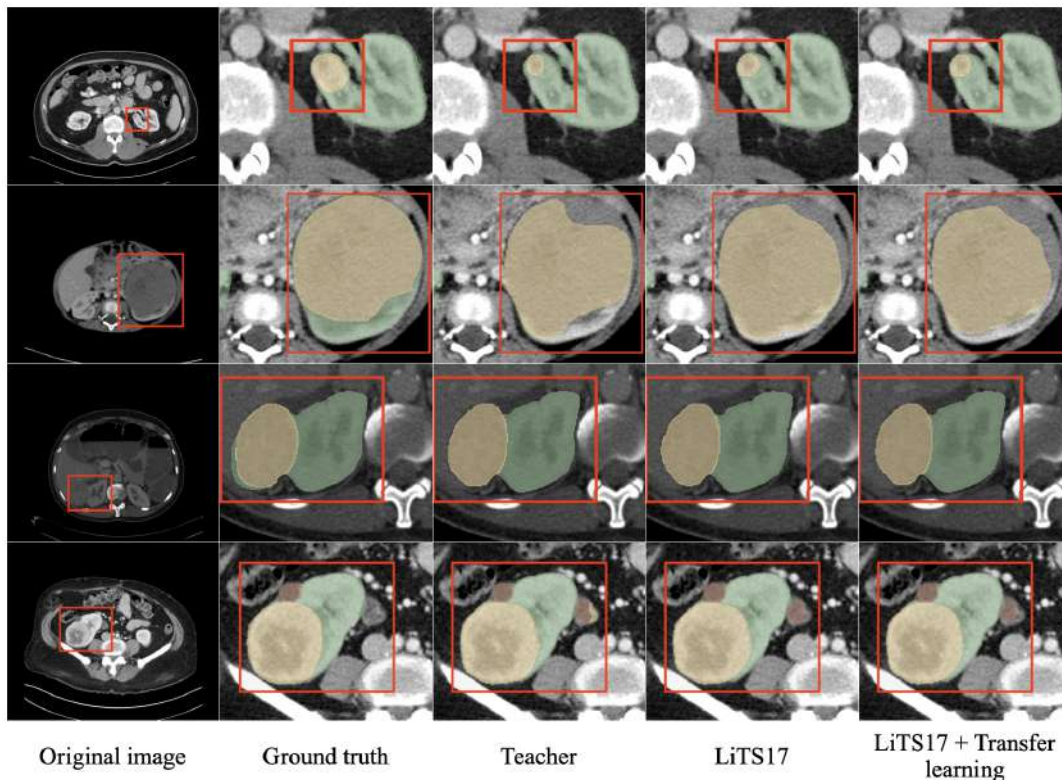 Original image
Ground truth
Teacher
LiTS17
LiTS17 + Transfer
learning